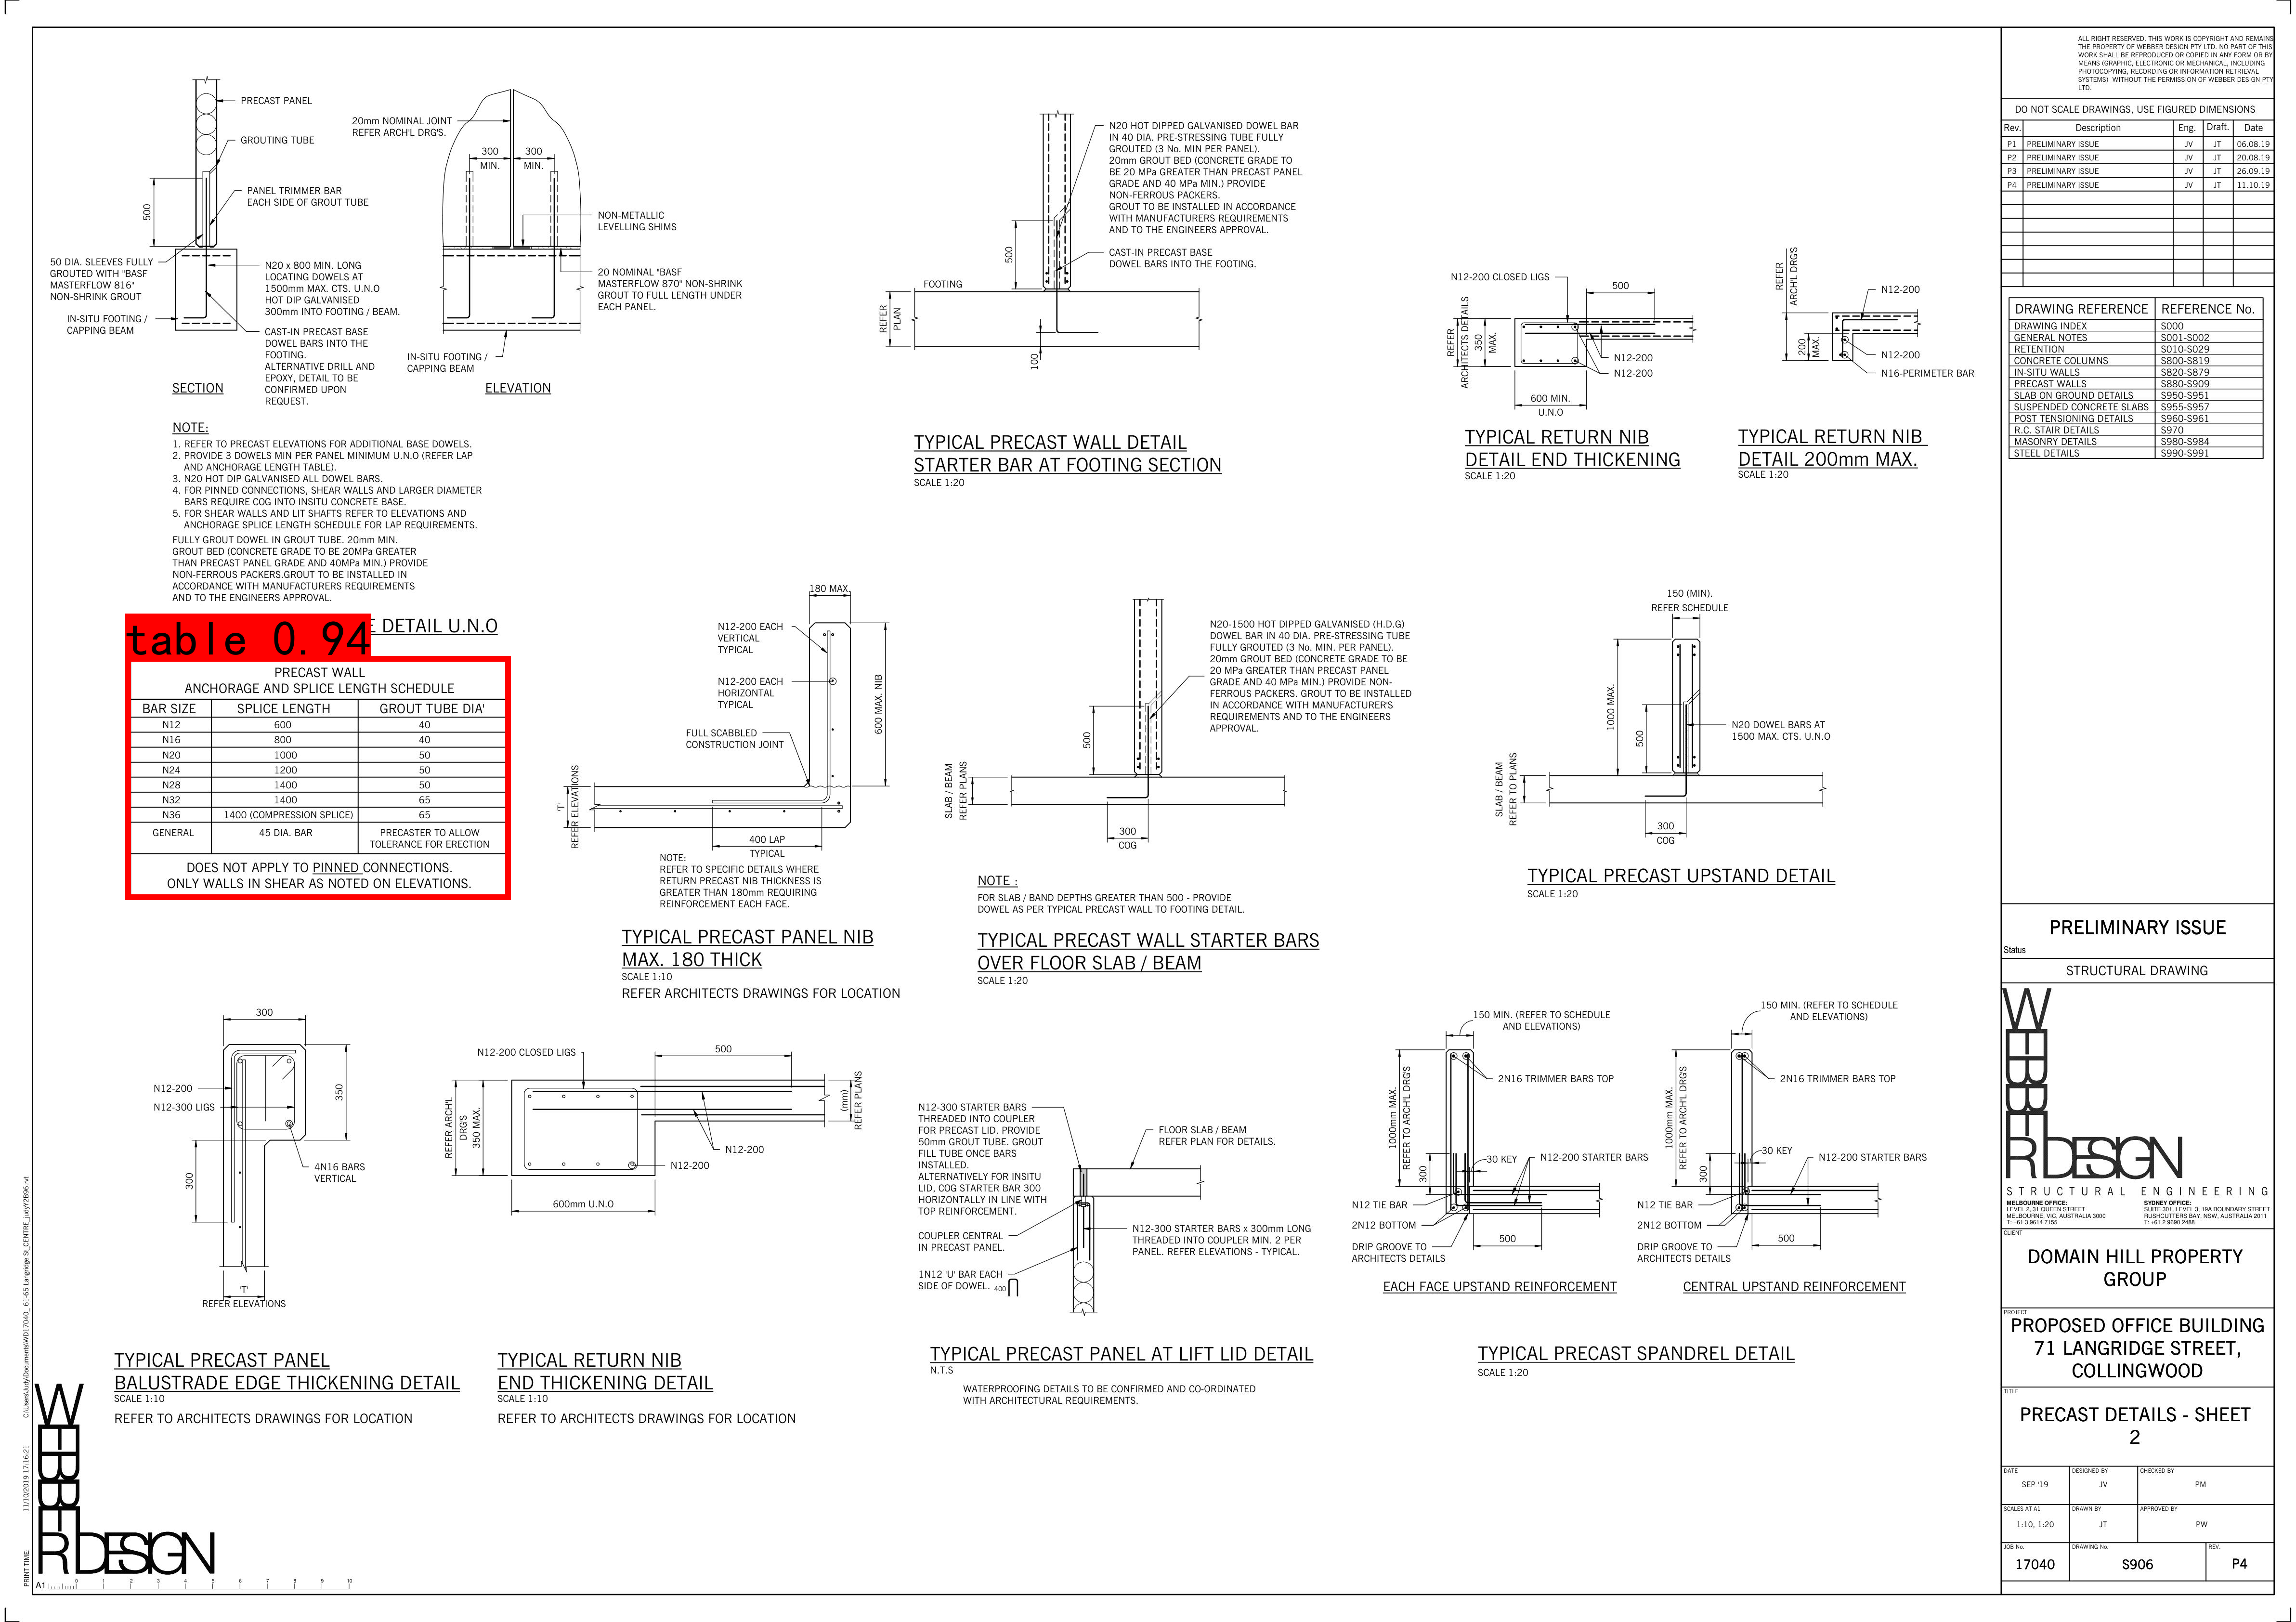 PRECAST PANEL
GROUTING TUBE
PANEL TRIMMER BAR
EACH SIDE OF GROUT TUBE
500
50 DIA. SLEEVES FULLY
GROUTED WITH "BASF
MASTERFLOW 816"
NON-SHRINK GROUT
IN-SITU FOOTING /
CAPPING BEAM
N20 x 800 MIN. LONG
LOCATING DOWELS AT
1500mm MAX. CTS. U.N.O
HOT DIP GALVANISED
300mm INTO FOOTING / BEAM.
CAST-IN PRECAST BASE
DOWEL BARS INTO THE
FOOTING.
ALTERNATIVE DRILL AND
EPOXY, DETAIL TO BE
CONFIRMED UPON
REQUEST.
SECTION
20mm NOMINAL JOINT
REFER ARCH'L DRG'S.
300
MIN.
300
MIN.
NON-METALLIC
LEVELLING SHIMS
20 NOMINAL "BASF
MASTERFLOW 870" NON-SHRINK
GROUT TO FULL LENGTH UNDER
EACH PANEL.
IN-SITU FOOTING /
CAPPING BEAM
ELEVATION
NOTE:
1. REFER TO PRECAST ELEVATIONS FOR ADDITIONAL BASE DOWELS.
2. PROVIDE 3 DOWELS MIN PER PANEL MINIMUM U.N.O (REFER LAP
AND ANCHORAGE LENGTH TABLE).
3. N20 HOT DIP GALVANISED ALL DOWEL BARS.
4. FOR PINNED CONNECTIONS, SHEAR WALLS AND LARGER DIAMETER
BARS REQUIRE COG INTO INSITU CONCRETE BASE.
5. FOR SHEAR WALLS AND LIT SHAFTS REFER TO ELEVATIONS AND
ANCHORAGE SPLICE LENGTH SCHEDULE FOR LAP REQUIREMENTS.
FULLY GROUT DOWEL IN GROUT TUBE. 20mm MIN.
GROUT BED (CONCRETE GRADE TO BE 20MPa GREATER
THAN PRECAST PANEL GRADE AND 40MPa MIN.) PROVIDE
NON-FERROUS PACKERS.GROUT TO BE INSTALLED IN
ACCORDANCE WITH MANUFACTURERS REQUIREMENTS
AND TO THE ENGINEERS APPROVAL.
table 0.94
DETAIL U.N.O
PRECAST WALL
ANCHORAGE AND SPLICE LENGTH SCHEDULE
BAR SIZE SPLICE LENGTH GROUT TUBE DIA'
N12 600 40
N16 800 40
N20 1000 50
N24 1200 50
N28 1400 50
N32 1400 65
N36 1400 (COMPRESSION SPLICE) 65
GENERAL 45 DIA. BAR PRECASTER TO ALLOW
TOLERANCE FOR ERECTION
DOES NOT APPLY TO PINNED CONNECTIONS.
ONLY WALLS IN SHEAR AS NOTED ON ELEVATIONS.
N20 HOT DIPPED GALVANISED DOWEL BAR
IN 40 DIA. PRE-STRESSING TUBE FULLY
GROUTED (3 No. MIN PER PANEL).
20mm GROUT BED (CONCRETE GRADE TO
BE 20 MPa GREATER THAN PRECAST PANEL
GRADE AND 40 MPa MIN.) PROVIDE
NON-FERROUS PACKERS.
GROUT TO BE INSTALLED IN ACCORDANCE
WITH MANUFACTURERS REQUIREMENTS
AND TO THE ENGINEERS APPROVAL.
CAST-IN PRECAST BASE
DOWEL BARS INTO THE FOOTING.
500
FOOTING
REFER
PLAN
100
TYPICAL PRECAST WALL DETAIL
STARTER BAR AT FOOTING SECTION
SCALE 1:20
N12-200 CLOSED LIGS
500
REFER
ARCHITECTS DETAILS
350
MAX.
N12-200
N12-200
600 MIN.
U.N.O
TYPICAL RETURN NIB
DETAIL END THICKENING
SCALE 1:20
REFER
ARCH'L DRG'S
N12-200
200
MAX.
N12-200
N16-PERIMETER BAR
TYPICAL RETURN NIB
DETAIL 200mm MAX.
SCALE 1:20
180 MAX.
N12-200 EACH
VERTICAL
TYPICAL
N12-200 EACH
HORIZONTAL
TYPICAL
FULL SCABBLED
CONSTRUCTION JOINT
600 MAX. NIB
'T'
REFER ELEVATIONS
400 LAP
TYPICAL
NOTE:
REFER TO SPECIFIC DETAILS WHERE
RETURN PRECAST NIB THICKNESS IS
GREATER THAN 180mm REQUIRING
REINFORCEMENT EACH FACE.
TYPICAL PRECAST PANEL NIB
MAX. 180 THICK
SCALE 1:10
REFER ARCHITECTS DRAWINGS FOR LOCATION
N20-1500 HOT DIPPED GALVANISED (H.D.G)
DOWEL BAR IN 40 DIA. PRE-STRESSING TUBE
FULLY GROUTED (3 No. MIN. PER PANEL).
20mm GROUT BED (CONCRETE GRADE TO BE
20 MPa GREATER THAN PRECAST PANEL
GRADE AND 40 MPa MIN.) PROVIDE NON-
FERROUS PACKERS. GROUT TO BE INSTALLED
IN ACCORDANCE WITH MANUFACTURER'S
REQUIREMENTS AND TO THE ENGINEERS
APPROVAL.
500
SLAB / BEAM
REFER PLANS
300
COG
NOTE :
FOR SLAB / BAND DEPTHS GREATER THAN 500 - PROVIDE
DOWEL AS PER TYPICAL PRECAST WALL TO FOOTING DETAIL.
TYPICAL PRECAST WALL STARTER BARS
OVER FLOOR SLAB / BEAM
SCALE 1:20
150 (MIN).
REFER SCHEDULE
1000 MAX.
500
N20 DOWEL BARS AT
1500 MAX. CTS. U.N.O
SLAB / BEAM
REFER TO PLANS
300
COG
TYPICAL PRECAST UPSTAND DETAIL
SCALE 1:20
300
N12-200
N12-300 LIGS
350
4N16 BARS
VERTICAL
300
'T'
REFER ELEVATIONS
TYPICAL PRECAST PANEL
BALUSTRADE EDGE THICKENING DETAIL
SCALE 1:10
REFER TO ARCHITECTS DRAWINGS FOR LOCATION
N12-200 CLOSED LIGS
500
REFER ARCH'L
DRG'S
350 MAX.
(mm)
REFER PLANS
N12-200
N12-200
600mm U.N.O
TYPICAL RETURN NIB
END THICKENING DETAIL
SCALE 1:10
REFER TO ARCHITECTS DRAWINGS FOR LOCATION
N12-300 STARTER BARS
THREADED INTO COUPLER
FOR PRECAST LID. PROVIDE
50mm GROUT TUBE. GROUT
FILL TUBE ONCE BARS
INSTALLED.
ALTERNATIVELY FOR INSITU
LID, COG STARTER BAR 300
HORIZONTALLY IN LINE WITH
TOP REINFORCEMENT.
COUPLER CENTRAL
IN PRECAST PANEL.
1N12 'U' BAR EACH
SIDE OF DOWEL. 400
FLOOR SLAB / BEAM
REFER PLAN FOR DETAILS.
N12-300 STARTER BARS x 300mm LONG
THREADED INTO COUPLER MIN. 2 PER
PANEL. REFER ELEVATIONS - TYPICAL.
TYPICAL PRECAST PANEL AT LIFT LID DETAIL
N.T.S
WATERPROOFING DETAILS TO BE CONFIRMED AND CO-ORDINATED
WITH ARCHITECTURAL REQUIREMENTS.
150 MIN. (REFER TO SCHEDULE
AND ELEVATIONS)
2N16 TRIMMER BARS TOP
1000mm MAX.
REFER TO ARCH'L DRG'S
300
30 KEY
N12-200 STARTER BARS
N12 TIE BAR
2N12 BOTTOM
DRIP GROOVE TO
ARCHITECTS DETAILS
500
EACH FACE UPSTAND REINFORCEMENT
150 MIN. (REFER TO SCHEDULE
AND ELEVATIONS)
2N16 TRIMMER BARS TOP
1000mm MAX.
REFER TO ARCH'L DRG'S
300
30 KEY
N12-200 STARTER BARS
N12 TIE BAR
2N12 BOTTOM
DRIP GROOVE TO
ARCHITECTS DETAILS
500
CENTRAL UPSTAND REINFORCEMENT
TYPICAL PRECAST SPANDREL DETAIL
SCALE 1:20
C:\Users\Judy\Documents\WD17040_ 61-65 Langridge St_CENTRE_judyY2B96.rvt
11/10/2019 17:16:21
PRINT TIME:
WEBBER DESIGN
A1 0 1 2 3 4 5 6 7 8 9 10
ALL RIGHT RESERVED. THIS WORK IS COPYRIGHT AND REMAINS
THE PROPERTY OF WEBBER DESIGN PTY LTD. NO PART OF THIS
WORK SHALL BE REPRODUCED OR COPIED IN ANY FORM OR BY
MEANS (GRAPHIC, ELECTRONIC OR MECHANICAL, INCLUDING
PHOTOCOPYING, RECORDING OR INFORMATION RETRIEVAL
SYSTEMS) WITHOUT THE PERMISSION OF WEBBER DESIGN PTY
LTD.
DO NOT SCALE DRAWINGS, USE FIGURED DIMENSIONS
Rev. Description Eng. Draft. Date
P1 PRELIMINARY ISSUE JV JT 06.08.19
P2 PRELIMINARY ISSUE JV JT 20.08.19
P3 PRELIMINARY ISSUE JV JT 26.09.19
P4 PRELIMINARY ISSUE JV JT 11.10.19
DRAWING REFERENCE REFERENCE No.
DRAWING INDEX S000
GENERAL NOTES S001-S002
RETENTION S010-S029
CONCRETE COLUMNS S800-S819
IN-SITU WALLS S820-S879
PRECAST WALLS S880-S909
SLAB ON GROUND DETAILS S950-S951
SUSPENDED CONCRETE SLABS S955-S957
POST TENSIONING DETAILS S960-S961
R.C. STAIR DETAILS S970
MASONRY DETAILS S980-S984
STEEL DETAILS S990-S991
PRELIMINARY ISSUE
Status
STRUCTURAL DRAWING
WEBBER DESIGN
STRUCTURAL ENGINEERING
MELBOURNE OFFICE: SYDNEY OFFICE:
LEVEL 2, 31 QUEEN STREET SUITE 301, LEVEL 3, 19A BOUNDARY STREET
MELBOURNE, VIC, AUSTRALIA 3000 RUSHCUTTERS BAY, NSW, AUSTRALIA 2011
T: +61 3 9614 7155 T: +61 2 9690 2488
CLIENT
DOMAIN HILL PROPERTY
GROUP
PROJECT
PROPOSED OFFICE BUILDING
71 LANGRIDGE STREET,
COLLINGWOOD
TITLE
PRECAST DETAILS - SHEET
2
DATE DESIGNED BY CHECKED BY
SEP '19 JV PM
SCALES AT A1 DRAWN BY APPROVED BY
1:10, 1:20 JT PW
JOB No. DRAWING No. REV.
17040 S906 P4